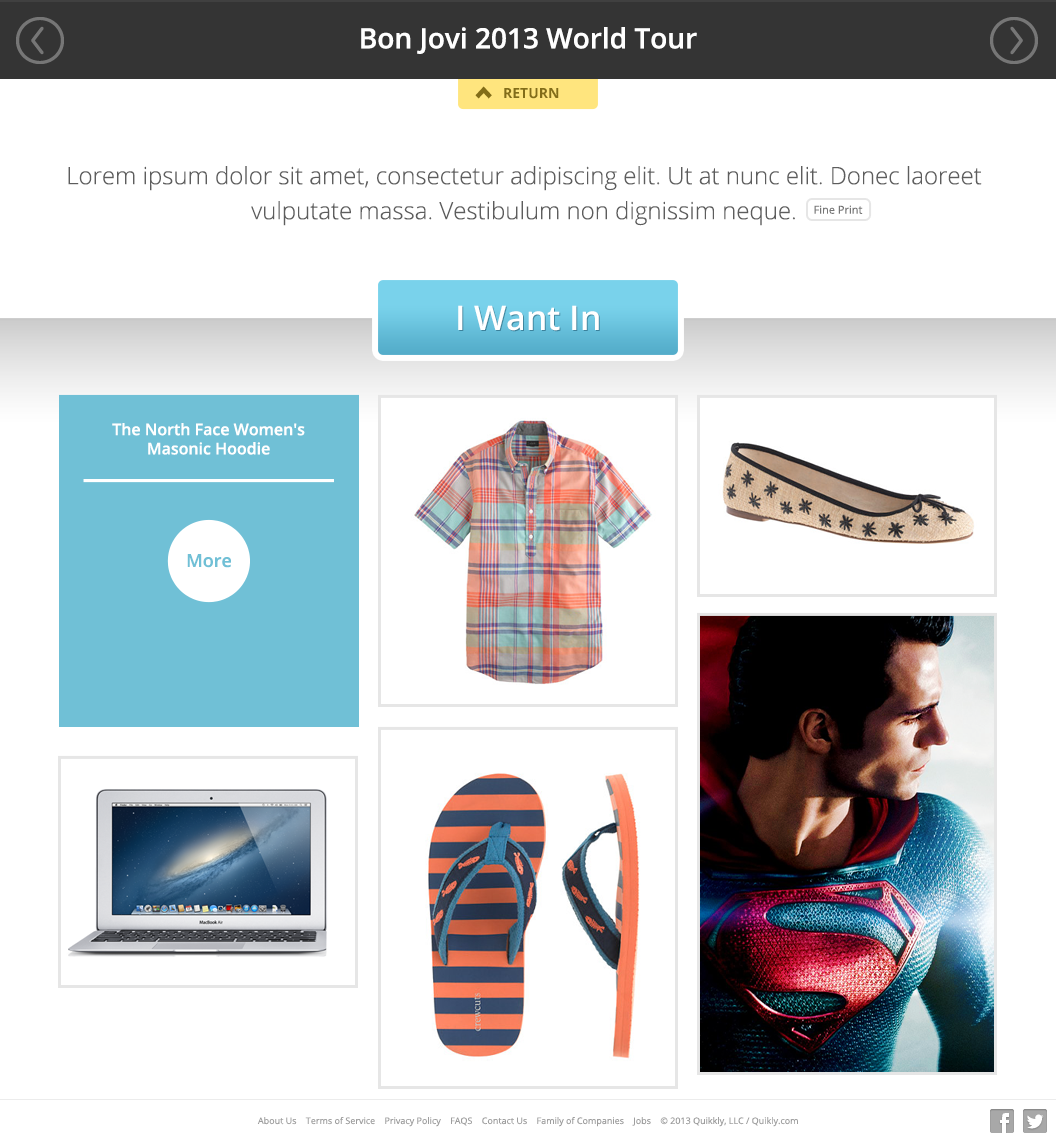 Bon Jovi 2013 World Tour
RETURN
Lorem ipsum dolor sit amet, consectetur adipiscing elit. Ut at nunc elit. Donec laoreet
vulputate massa. Vestibulum non dignissim neque. Fine Print
I Want In
The North Face Women's
Masonic Hoodie
More
MacBook Air
crewcuts
About Us Terms of Service Privacy Policy FAQS Contact Us Family of Companies Jobs © 2013 Quikkly, LLC / Quikly.com